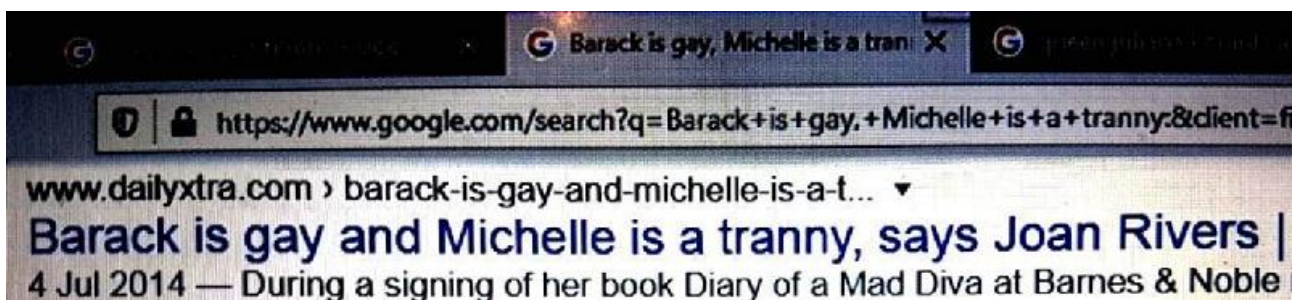 Barack is gay, Michelle is a tran
https://www.google.com/search?q=Barack+is+gay,+Michelle+is+a+tranny:&client=fi
www.dailyxtra.com › barack-is-gay-and-michelle-is-a-t... ▾
Barack is gay and Michelle is a tranny, says Joan Rivers |
4 Jul 2014 — During a signing of her book Diary of a Mad Diva at Barnes & Noble